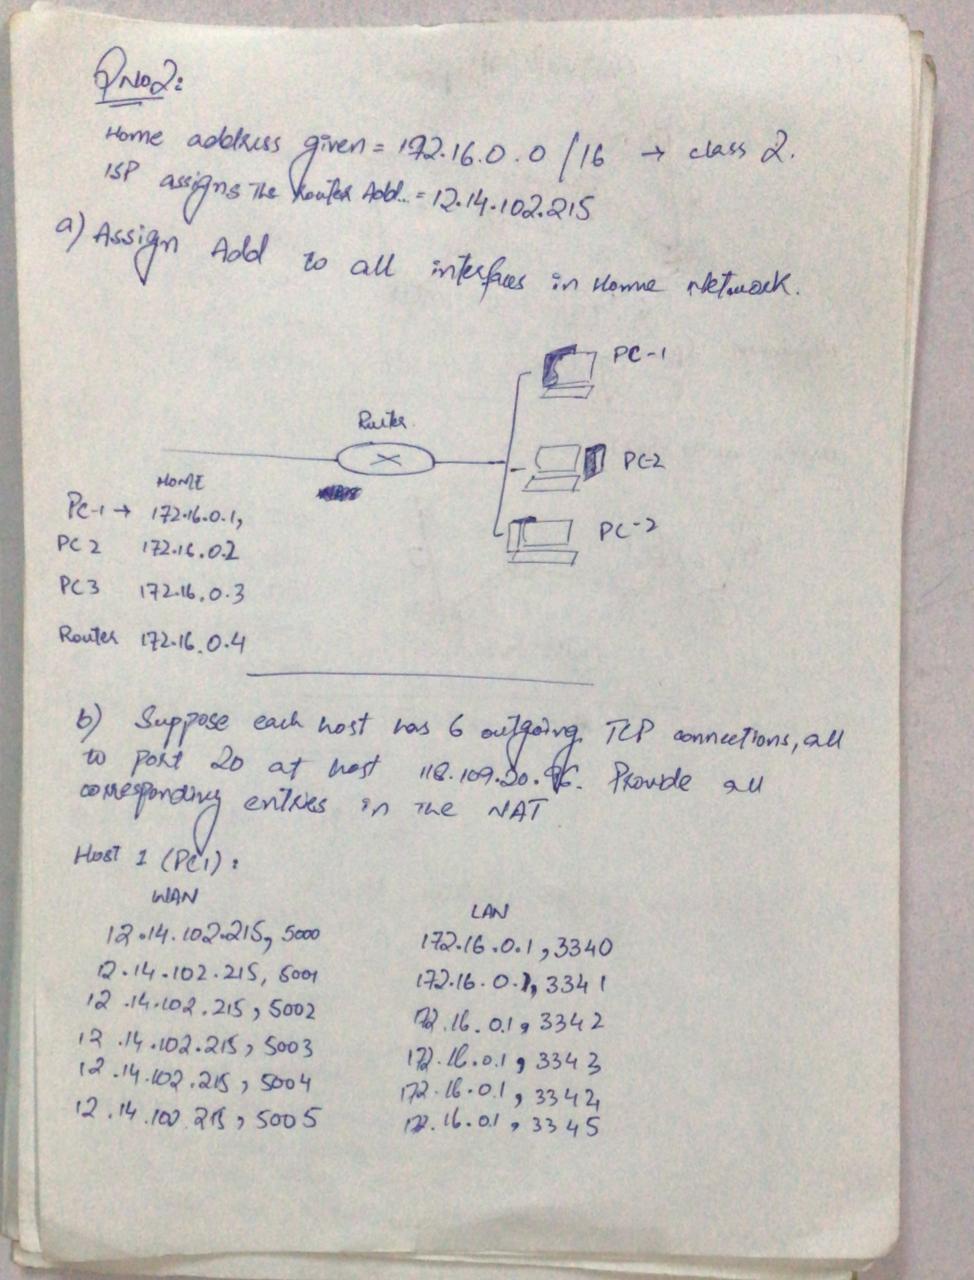 QNo2:
Home address given = 172.16.0.0 /16 → class 2.
ISP assigns The Router Add.. = 12.14.102.215
a) Assign Add to all interfaces in Home Network.
PC-1
Router
PC-2
PC-2
HOME
PC-1 → 172.16.0.1,
PC 2 172.16.0.2
PC3 172.16.0.3
Router 172.16.0.4
b) Suppose each host has 6 outgoing TCP connections, all
to port 20 at host 118.109.20.96. Provide all
corresponding entries in the NAT
Host 1 (PC1):
WAN LAN
12.14.102.215, 5000 172.16.0.1, 3340
12.14.102.215, 5001 172.16.0.1, 3341
12.14.102.215, 5002 172.16.0.1, 3342
12.14.102.215, 5003 172.16.0.1, 3343
12.14.102.215, 5004 172.16.0.1, 3344
12.14.102.215, 5005 172.16.0.1, 3345